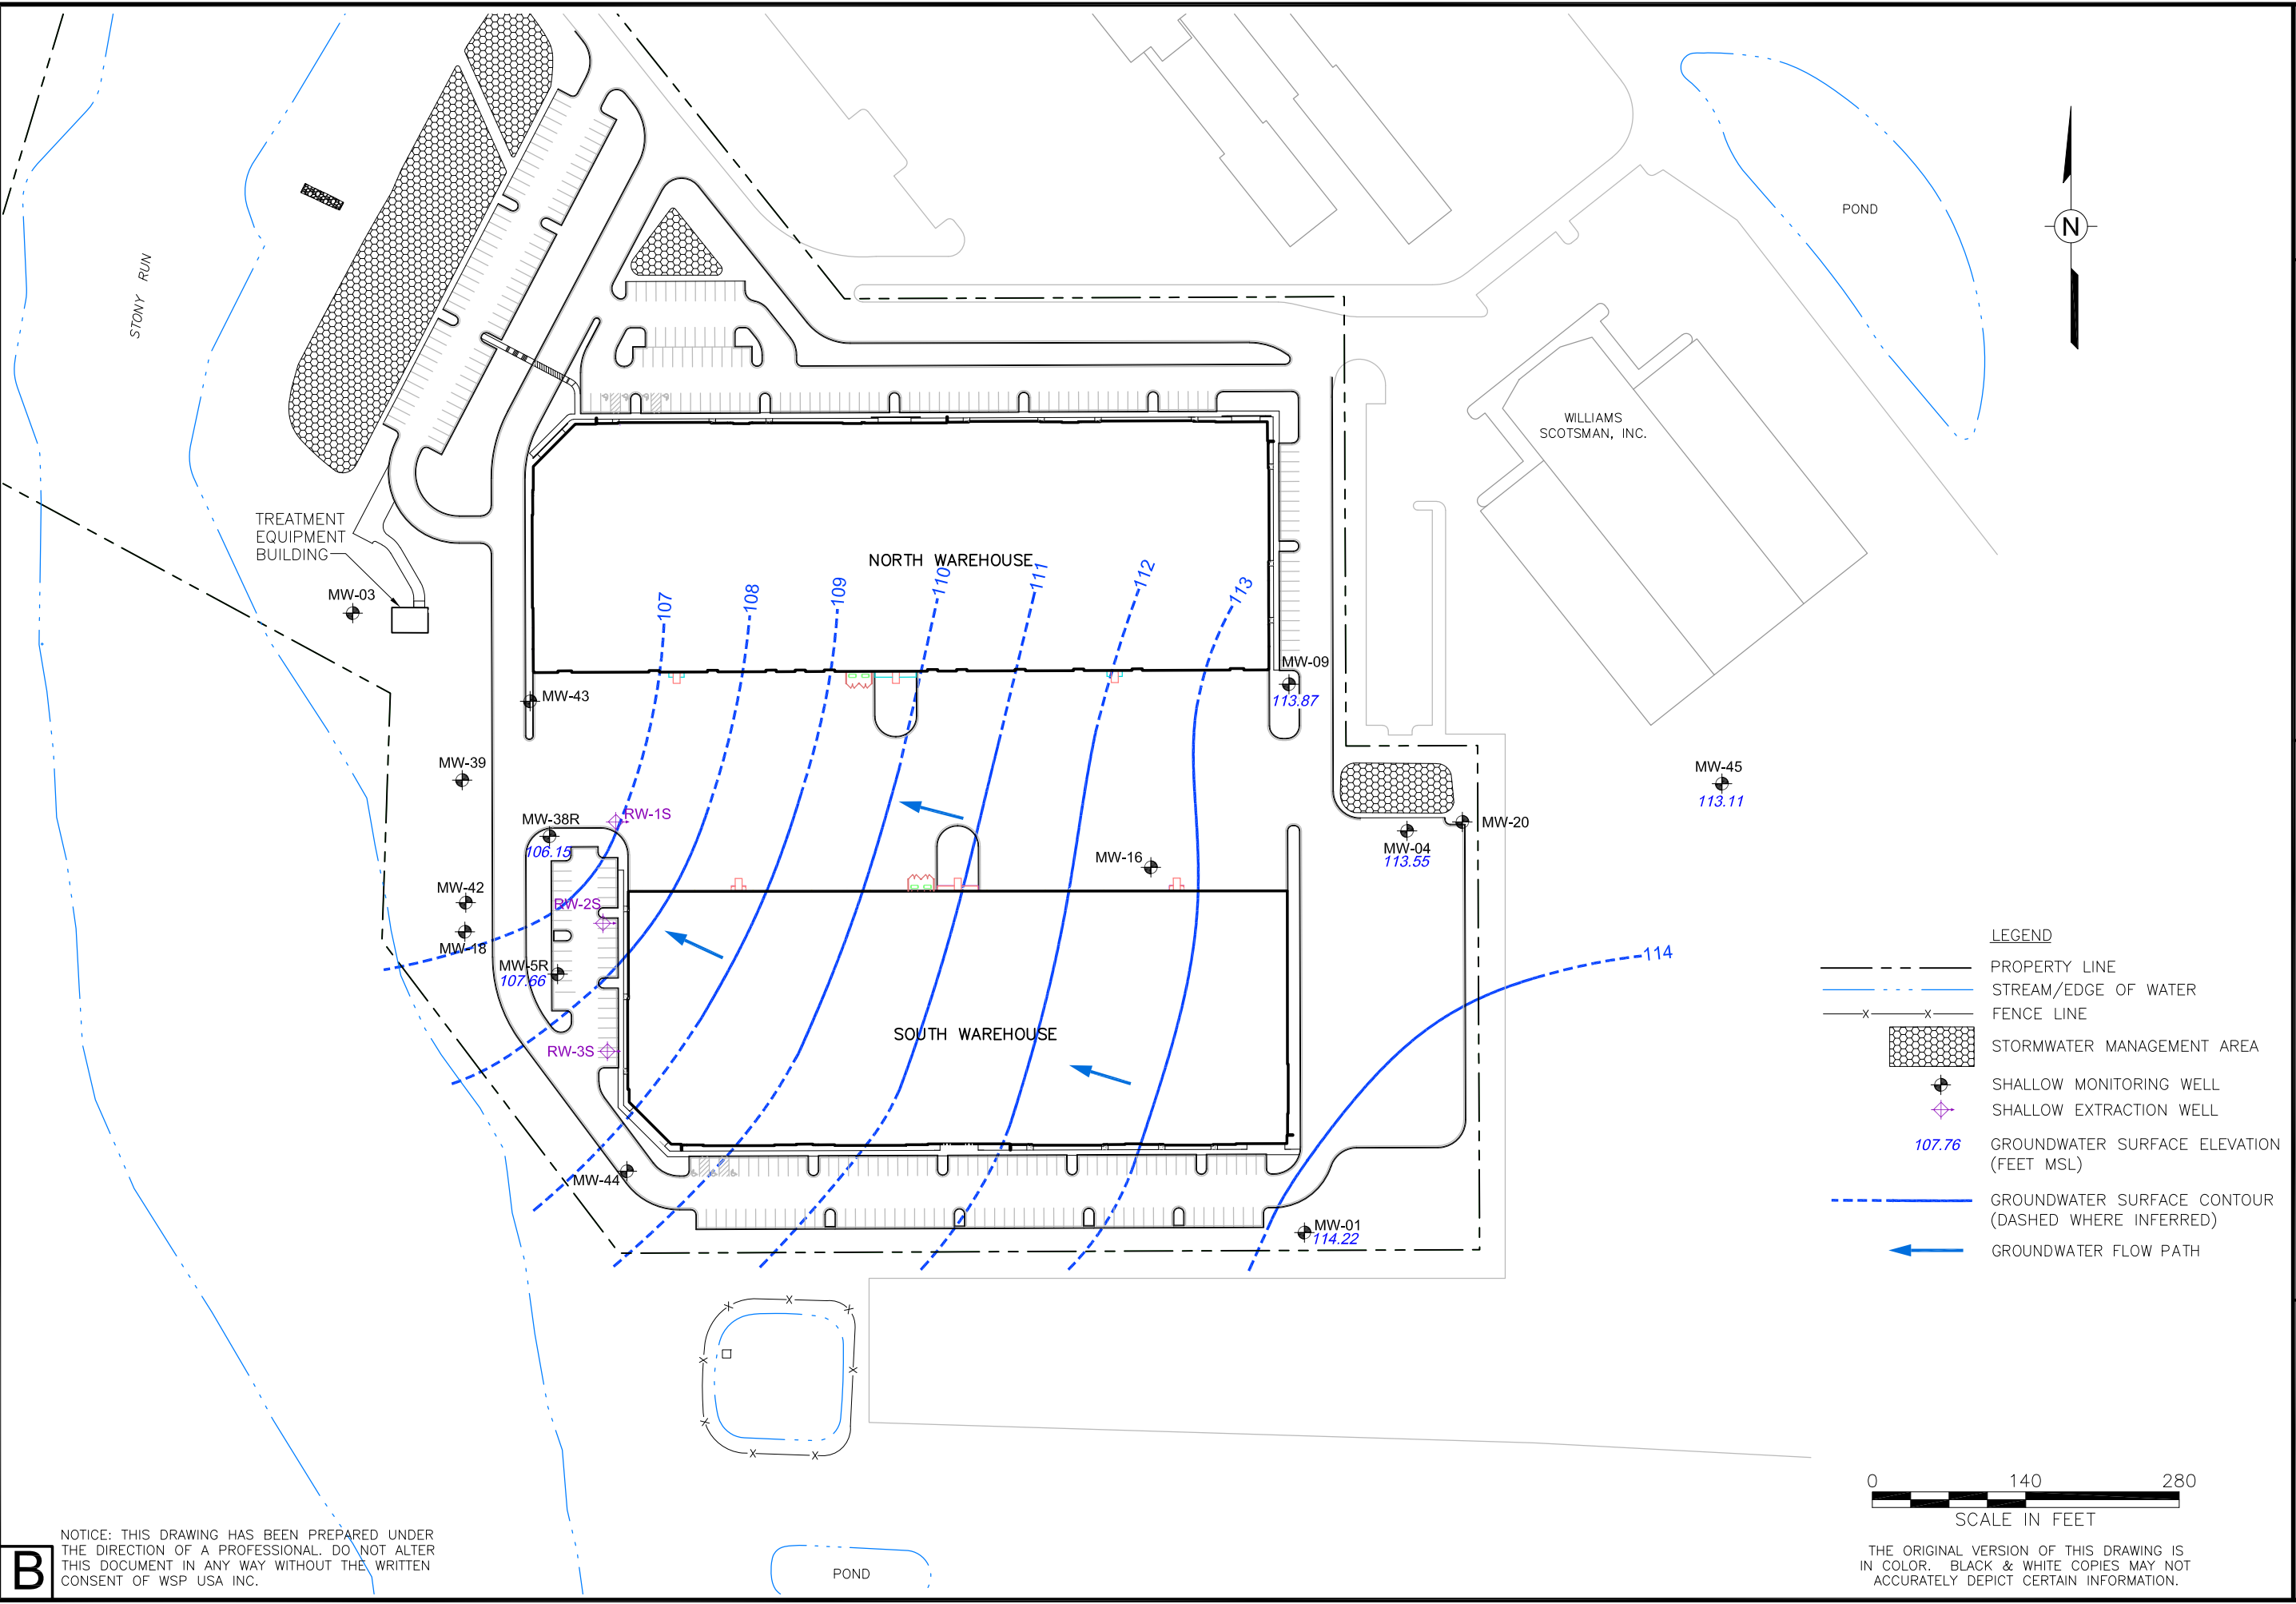 POND
N
STONY RUN
WILLIAMS
SCOTSMAN, INC.
TREATMENT
EQUIPMENT
BUILDING
NORTH WAREHOUSE
MW-03
107
108
109
110
111
112
113
MW-09
113.87
MW-43
MW-39
MW-45
113.11
RW-1S
MW-38R
106.15
MW-20
MW-04
113.55
MW-16
MW-42
RW-2S
MW-18
MW-5R
107.66
114
SOUTH WAREHOUSE
RW-3S
MW-44
MW-01
114.22
LEGEND
PROPERTY LINE
STREAM/EDGE OF WATER
X X FENCE LINE
STORMWATER MANAGEMENT AREA
SHALLOW MONITORING WELL
SHALLOW EXTRACTION WELL
107.76 GROUNDWATER SURFACE ELEVATION
(FEET MSL)
GROUNDWATER SURFACE CONTOUR
(DASHED WHERE INFERRED)
GROUNDWATER FLOW PATH
X X X
X X
X X X
0 140 280
SCALE IN FEET
THE ORIGINAL VERSION OF THIS DRAWING IS
IN COLOR. BLACK & WHITE COPIES MAY NOT
ACCURATELY DEPICT CERTAIN INFORMATION.
POND
B
NOTICE: THIS DRAWING HAS BEEN PREPARED UNDER
THE DIRECTION OF A PROFESSIONAL. DO NOT ALTER
THIS DOCUMENT IN ANY WAY WITHOUT THE WRITTEN
CONSENT OF WSP USA INC.